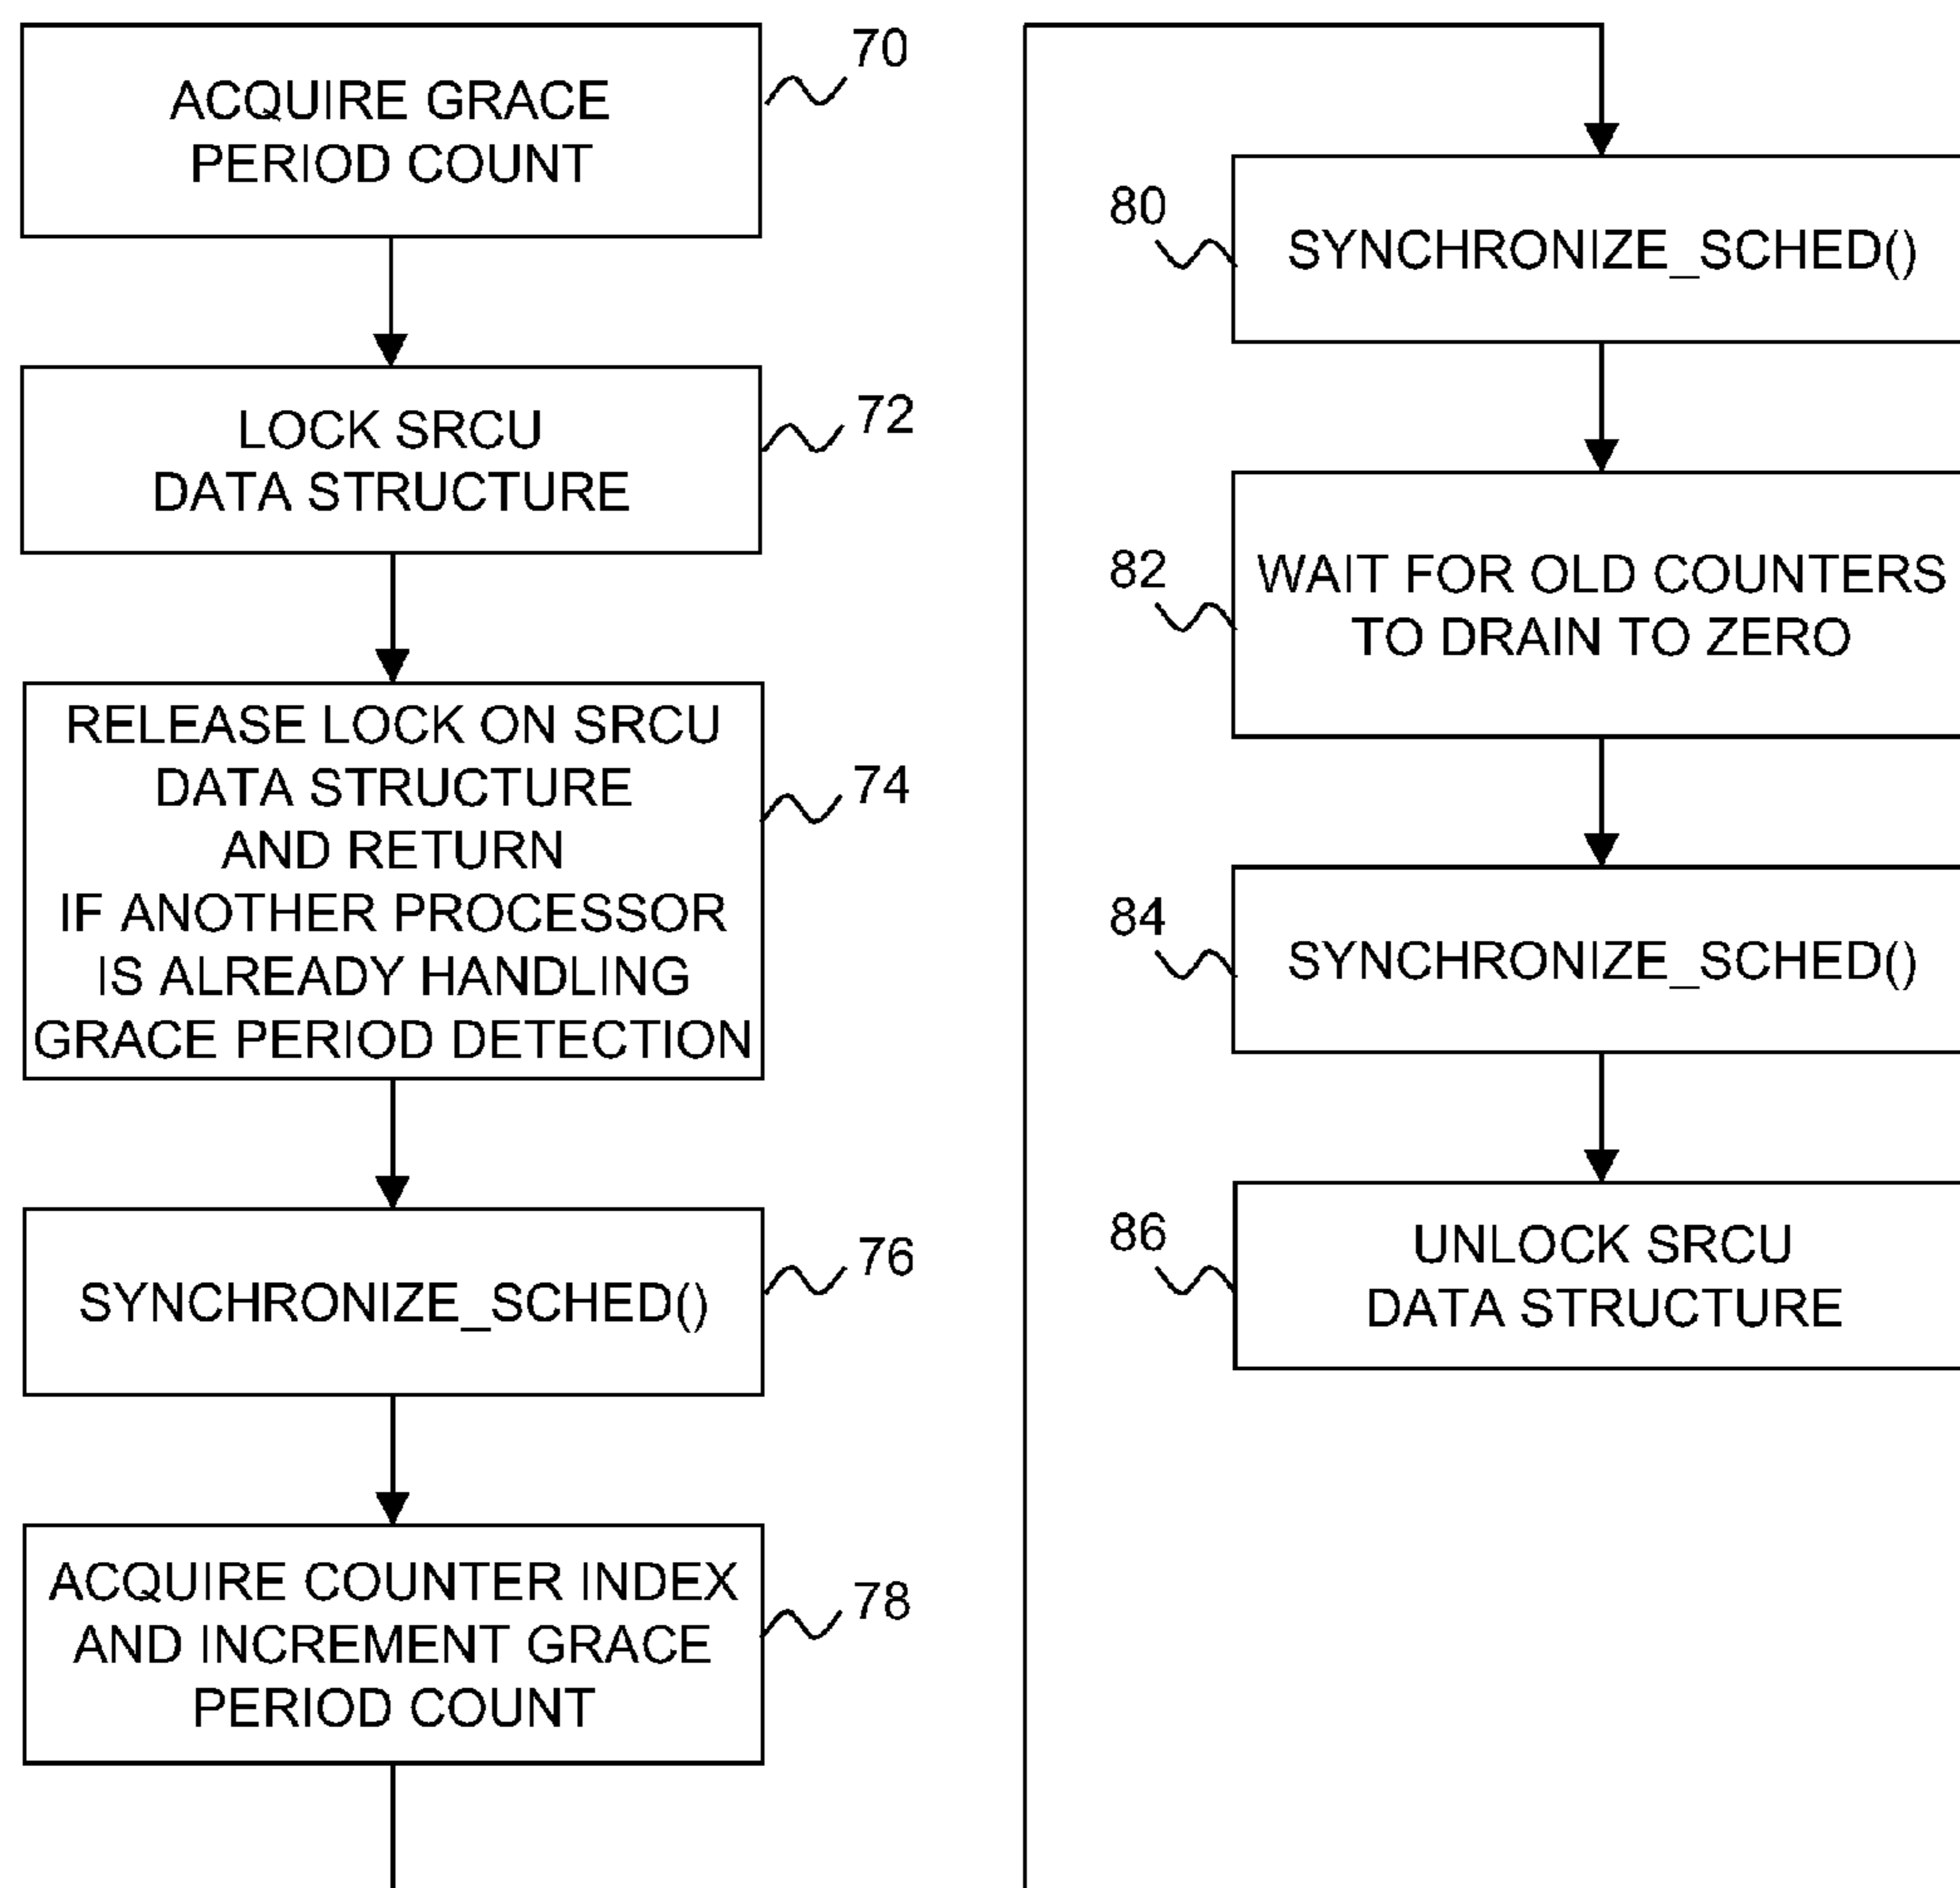 ACQUIRE GRACE
PERIOD COUNT
70
LOCK SRCU
DATA STRUCTURE
72
RELEASE LOCK ON SRCU
DATA STRUCTURE
AND RETURN
IF ANOTHER PROCESSOR
IS ALREADY HANDLING
GRACE PERIOD DETECTION
74
SYNCHRONIZE_SCHED()
76
ACQUIRE COUNTER INDEX
AND INCREMENT GRACE
PERIOD COUNT
78
80
SYNCHRONIZE_SCHED()
82
WAIT FOR OLD COUNTERS
TO DRAIN TO ZERO
84
SYNCHRONIZE_SCHED()
86
UNLOCK SRCU
DATA STRUCTURE